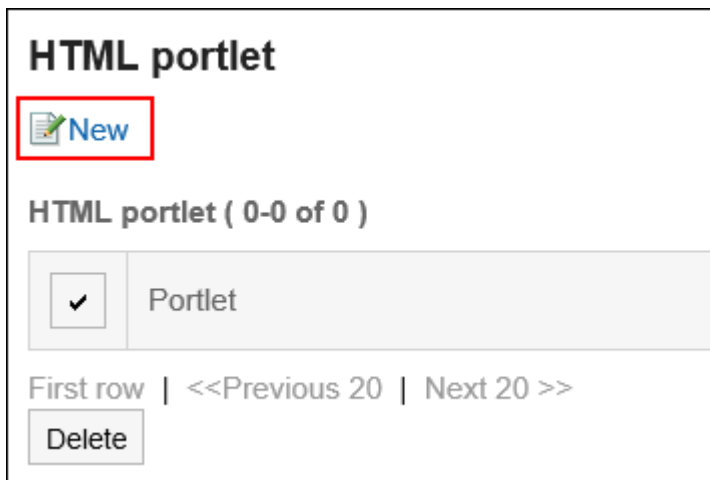 HTML portlet
New
HTML portlet ( 0-0 of 0 )
Portlet
First row | <<Previous 20 | Next 20 >>
Delete